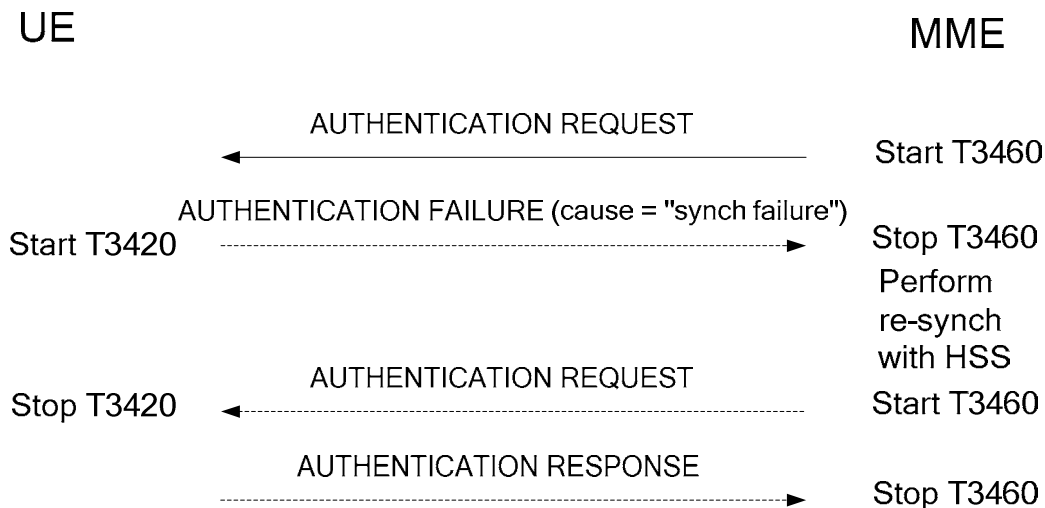 UE
MME
AUTHENTICATION REQUEST
Start T3460
AUTHENTICATION FAILURE (cause = "synch failure")
Start T3420
Stop T3460
Perform
re-synch
with HSS
AUTHENTICATION REQUEST
Stop T3420
Start T3460
AUTHENTICATION RESPONSE
Stop T3460